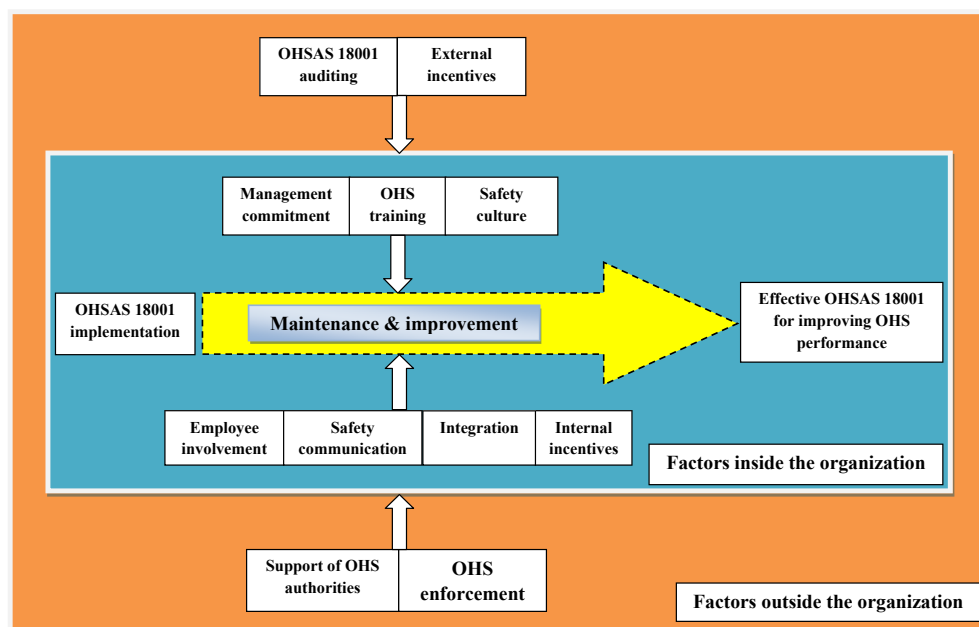 OHSAS 18001
auditing
External
incentives
Management
commitment
OHS
training
Safety
culture
OHSAS 18001
implementation
Maintenance & improvement
Effective OHSAS 18001
for improving OHS
performance
Employee
involvement
Safety
communication
Integration
Internal
incentives
Factors inside the organization
Support of OHS
authorities
OHS
enforcement
Factors outside the organization